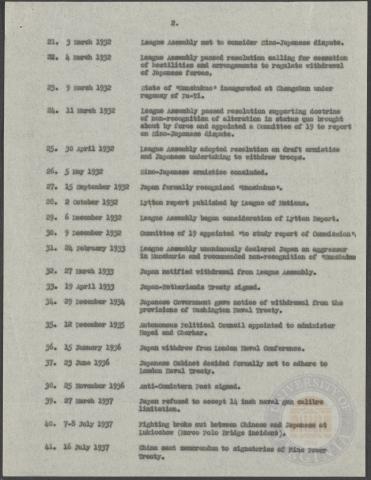 2.
21. 3 March 1932 League Assembly met to consider Sino-Japanese dispute.
22. 4 March 1932 League Assembly passed resolution calling for cessation
of hostilities and arrangements to regulate withdrawal
of Japanese forces.
23. 9 March 1932 State of "Manchukuo" inaugurated at Changchun under
regency of Pu-Yi.
24. 11 March 1932 League Assembly passed resolution supporting doctrine
of non-recognition of alteration in status quo brought
about by force and appointed a Committee of 19 to report
on Sino-Japanese dispute.
25. 30 April 1932 League Assembly adopted resolution on draft armistice
and Japanese undertaking to withdraw troops.
26. 5 May 1932 Sino-Japanese armistice concluded.
27. 15 September 1932 Japan formally recognised "Manchukuo".
28. 2 October 1932 Lytton report published by League of Nations.
29. 6 December 1932 League Assembly began consideration of Lytton Report.
30. 9 December 1932 Committee of 19 appointed "to study report of Commission".
31. 24 February 1933 League Assembly unanimously declared Japan an aggressor
in Manchuria and recommended non-recognition of "Manchukuo
32. 27 March 1933 Japan notified withdrawal from League Assembly.
33. 19 April 1933 Japan-Netherlands Treaty signed.
34. 29 December 1934 Japanese Government gave notice of withdrawal from the
provisions of Washington Naval Treaty.
35. 12 December 1935 Autonomous Political Council appointed to administer
Hopei and Chahar.
36. 15 January 1936 Japan withdrew from London Naval Conference.
37. 23 June 1936 Japanese Cabinet decided formally not to adhere to
London Naval Treaty.
38. 25 November 1936 Anti-Comintern Pact signed.
39. 27 March 1937 Japan refused to accept 14 inch naval gun calibre
limitation.
40. 7-8 July 1937 Fighting broke out between Chinese and Japanese at
Lukiochow (Marco Polo Bridge incident).
41. 16 July 1937 China sent memorandum to signatories of Nine Power
Treaty.